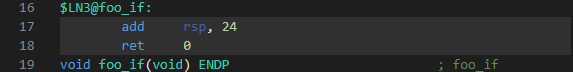 16 $LN3@foo_if:
17 add rsp, 24
18 ret 0
19 void foo_if(void) ENDP ; foo_if